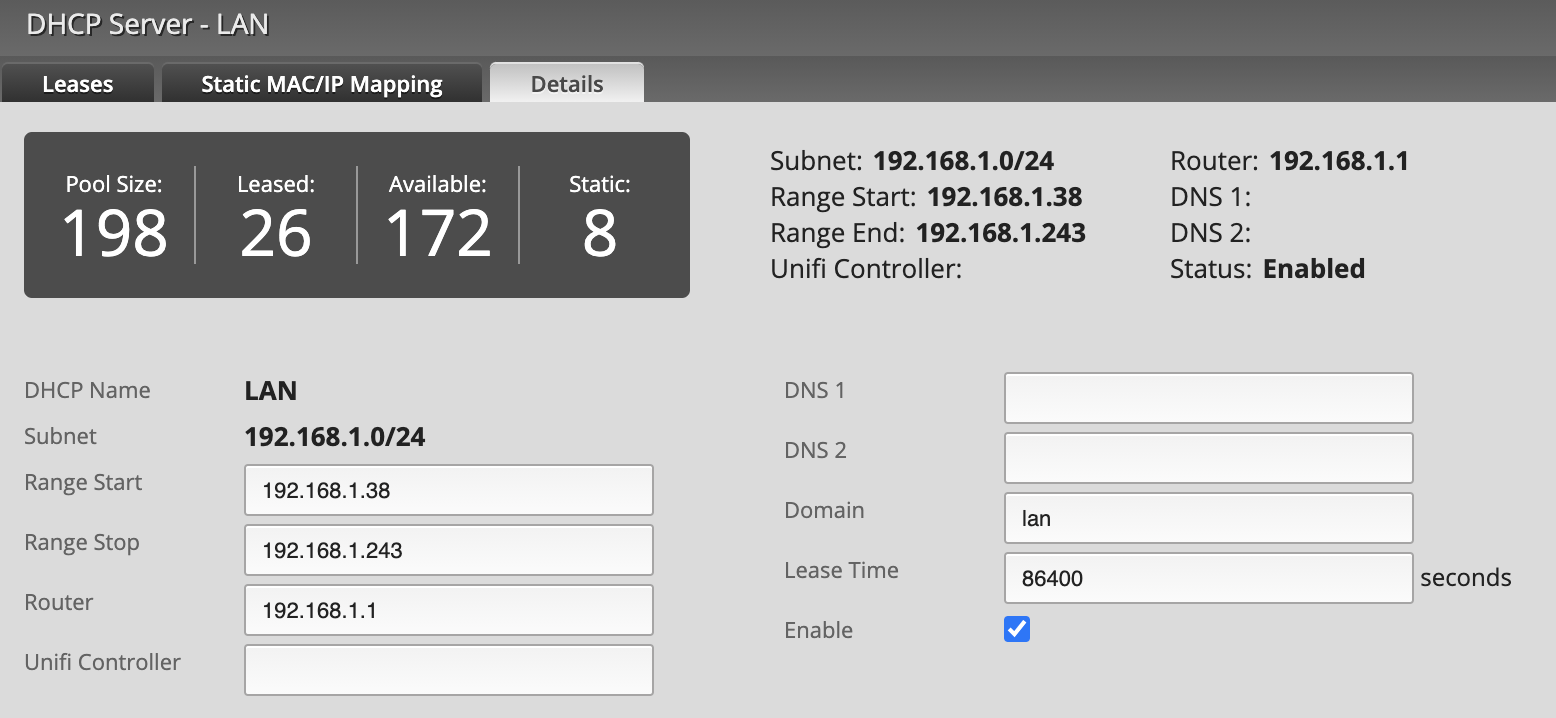 DHCP Server - LAN
Leases Static MAC/IP Mapping Details
Pool Size: Leased: Available: Static:
198 26 172 8
Subnet: 192.168.1.0/24 Router: 192.168.1.1
Range Start: 192.168.1.38 DNS 1:
Range End: 192.168.1.243 DNS 2:
Unifi Controller: Status: Enabled
DHCP Name LAN
Subnet 192.168.1.0/24
Range Start 192.168.1.38
Range Stop 192.168.1.243
Router 192.168.1.1
Unifi Controller
DNS 1
DNS 2
Domain lan
Lease Time 86400 seconds
Enable